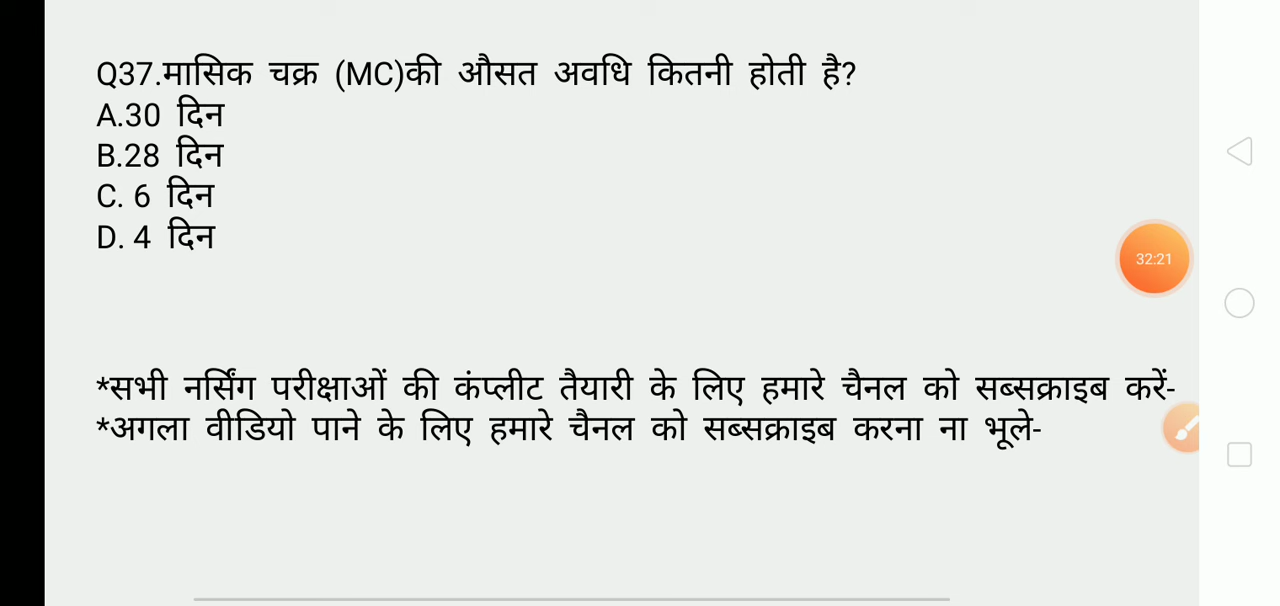 Q37.मासिक चक्र (MC)की औसत अवधि कितनी होती है?
A.30 दिन
B.28 दिन
C. 6 दिन
D. 4 दिन
32:21
*सभी नर्सिंग परीक्षाओं की कंप्लीट तैयारी के लिए हमारे चैनल को सब्सक्राइब करें-
*अगला वीडियो पाने के लिए हमारे चैनल को सब्सक्राइब करना ना भूले-